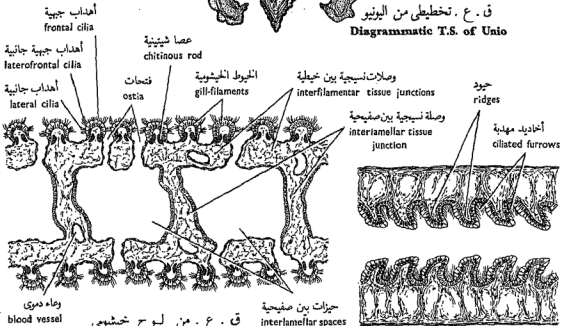 ق . ع . تخطيطى من اليونيو
Diagrammatic T.S. of Unio
أهداب جبهية
frontal cilia
أهداب جبهية جانبية
laterofrontal cilia
أهداب جانبية
lateral cilia
فتحات
ostia
عصا شيتينية
chitinous rod
الخيوط الخيشومية
gill-filaments
وصلات نسيجية بين خيطية
interfilamentar tissue junctions
وصلة نسيجية بين صفيحية
interlamellar tissue
junction
حيود
ridges
أخاديد مهدبة
ciliated furrows
وعاء دموى
blood vessel
ق . ع . من لوح خيشومى
حيزات بين صفيحية
interlamellar spaces